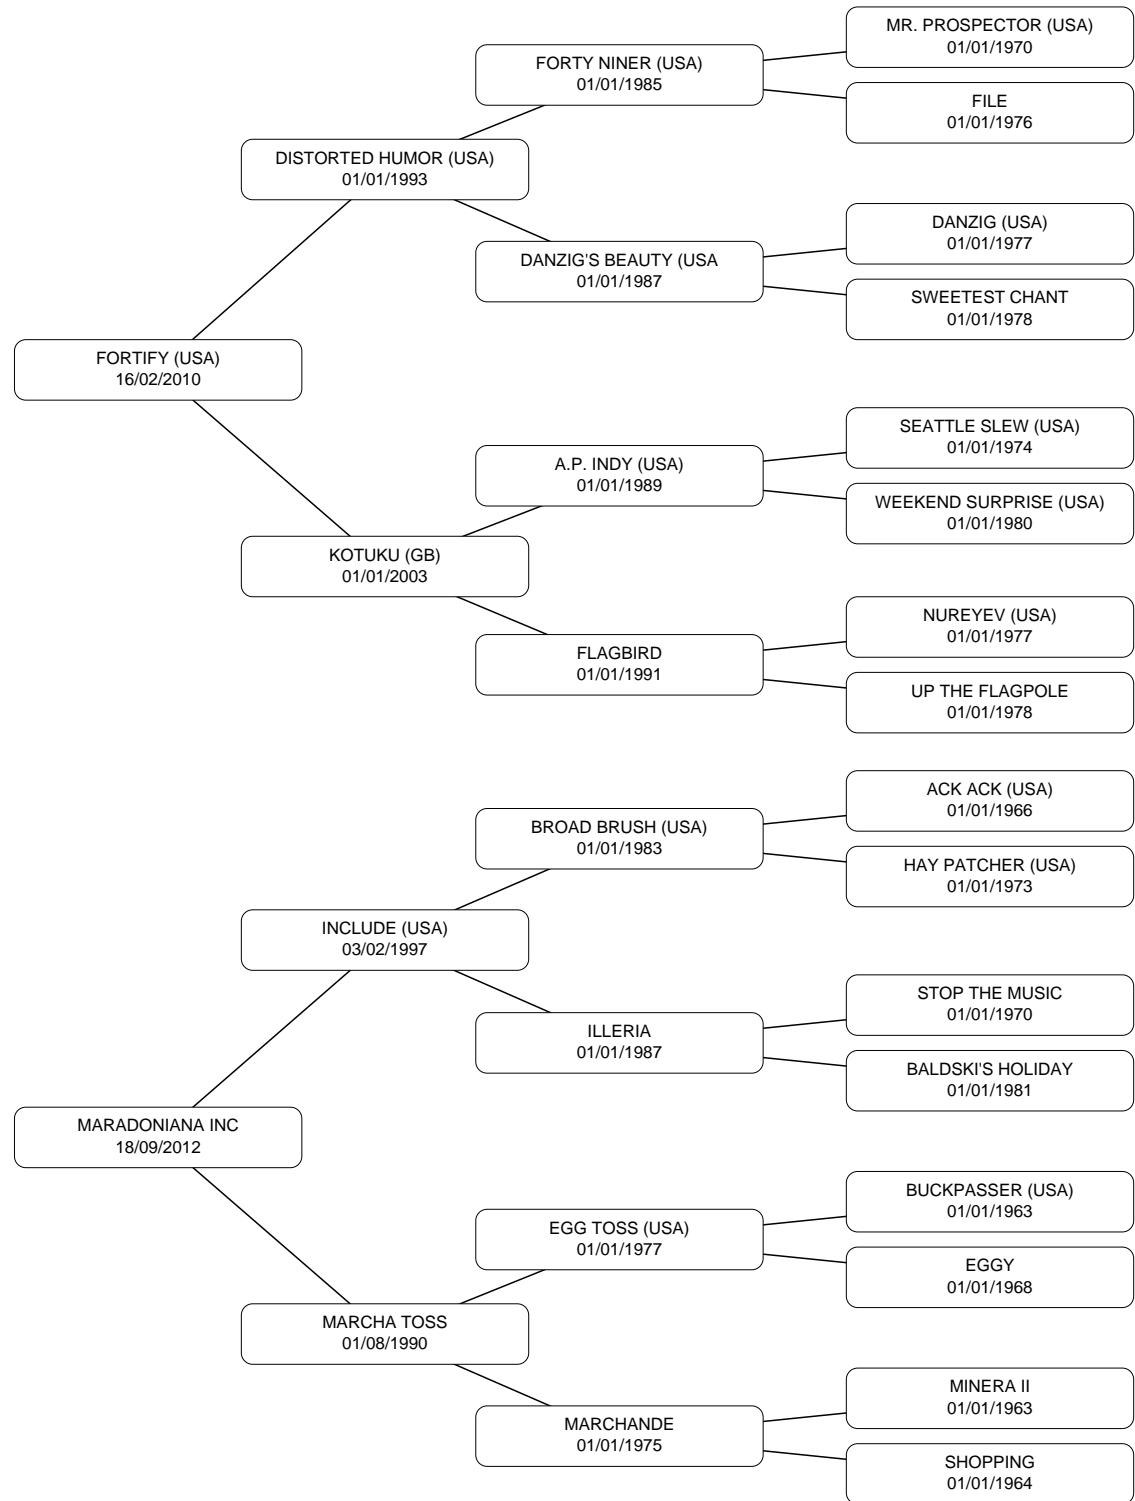 MR. PROSPECTOR (USA)
01/01/1970
FORTY NINER (USA)
01/01/1985
FILE
01/01/1976
DISTORTED HUMOR (USA)
01/01/1993
DANZIG (USA)
01/01/1977
DANZIG'S BEAUTY (USA
01/01/1987
SWEETEST CHANT
01/01/1978
FORTIFY (USA)
16/02/2010
SEATTLE SLEW (USA)
01/01/1974
A.P. INDY (USA)
01/01/1989
WEEKEND SURPRISE (USA)
01/01/1980
KOTUKU (GB)
01/01/2003
NUREYEV (USA)
01/01/1977
FLAGBIRD
01/01/1991
UP THE FLAGPOLE
01/01/1978
ACK ACK (USA)
01/01/1966
BROAD BRUSH (USA)
01/01/1983
HAY PATCHER (USA)
01/01/1973
INCLUDE (USA)
03/02/1997
STOP THE MUSIC
01/01/1970
ILLERIA
01/01/1987
BALDSKI'S HOLIDAY
01/01/1981
MARADONIANA INC
18/09/2012
BUCKPASSER (USA)
01/01/1963
EGG TOSS (USA)
01/01/1977
EGGY
01/01/1968
MARCHA TOSS
01/08/1990
MINERA II
01/01/1963
MARCHANDE
01/01/1975
SHOPPING
01/01/1964